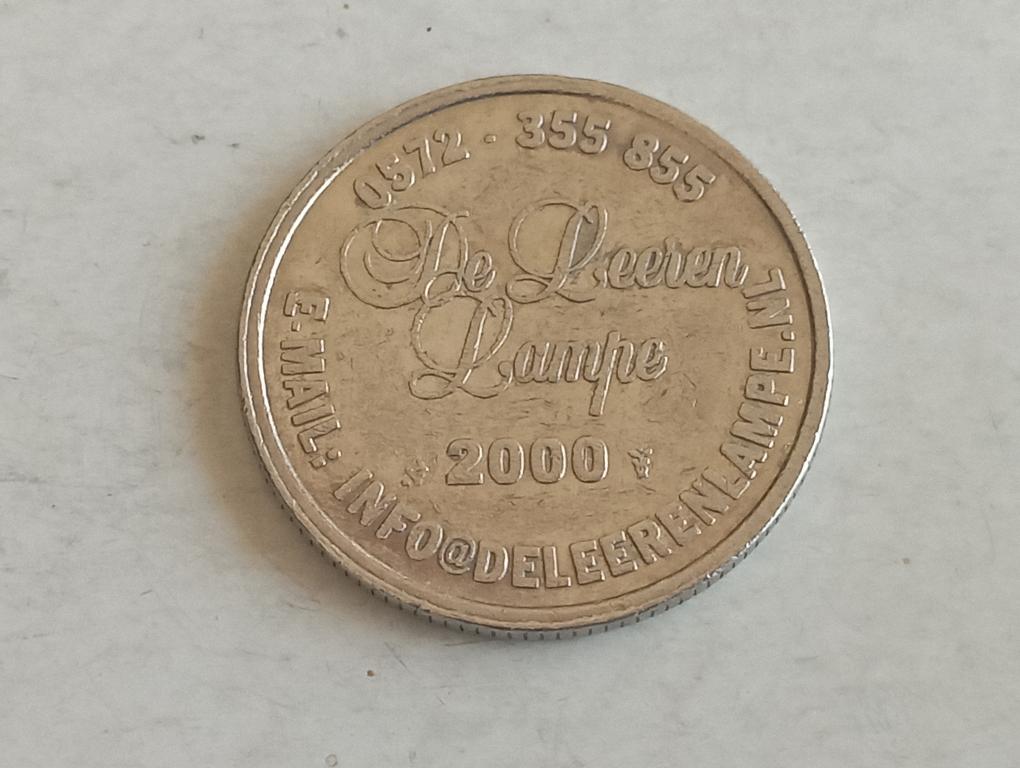 0572 - 355 855
De Leeren
Lampe
2000
E-MAIL: INFO@DELEERENLAMPE.NL